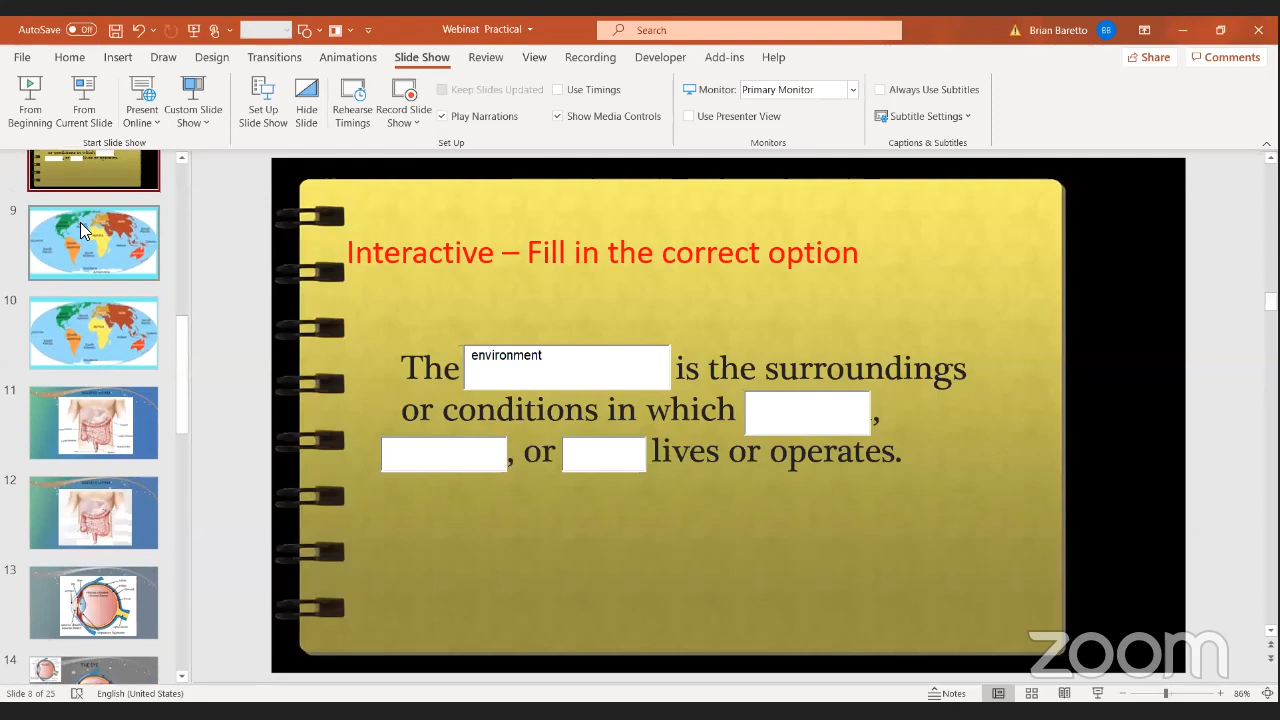 AutoSave Off Webinat Practical Search Brian Baretto BB
File Home Insert Draw Design Transitions Animations Slide Show Review View Recording Developer Add-ins Help Share Comments
From Beginning
From Current Slide
Present Online
Custom Slide Show
Start Slide Show
Set Up Slide Show
Hide Slide
Rehearse Timings
Record Slide Show
Keep Slides Updated
Play Narrations
Use Timings
Show Media Controls
Set Up
Monitor: Primary Monitor
Use Presenter View
Monitors
Always Use Subtitles
Subtitle Settings
Captions & Subtitles
9
10
11
12
13
14
Interactive – Fill in the correct option
The environment is the surroundings
or conditions in which ,
, or lives or operates.
zoom
Slide 8 of 25 English (United States) Notes 86%